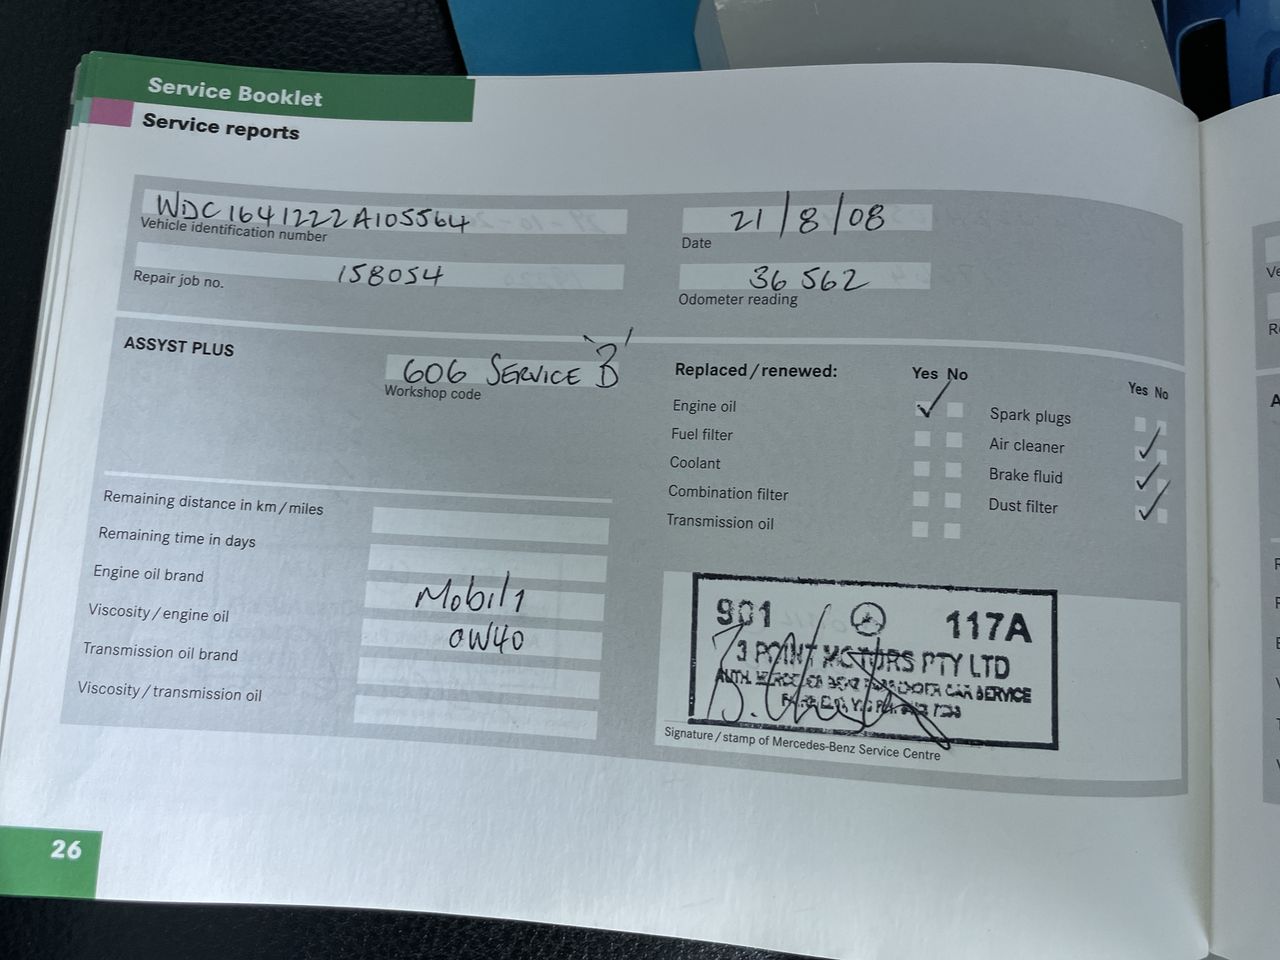 Service Booklet
Service reports
WDC1641222A105564
Vehicle identification number
21/8/08
Date
158054
Repair job no.
36 562
Odometer reading
ASSYST PLUS
606 SERVICE 'B'
Workshop code
Replaced/renewed:
Yes No
Yes No
Engine oil
Spark plugs
Fuel filter
Air cleaner
Coolant
Brake fluid
Combination filter
Dust filter
Transmission oil
Remaining distance in km/miles
Remaining time in days
Engine oil brand
Mobil 1
Viscosity/engine oil
0W40
Transmission oil brand
Viscosity/transmission oil
901 117A
3 POINT MOTORS PTY LTD
CAR SERVICE
Signature/stamp of Mercedes-Benz Service Centre
26